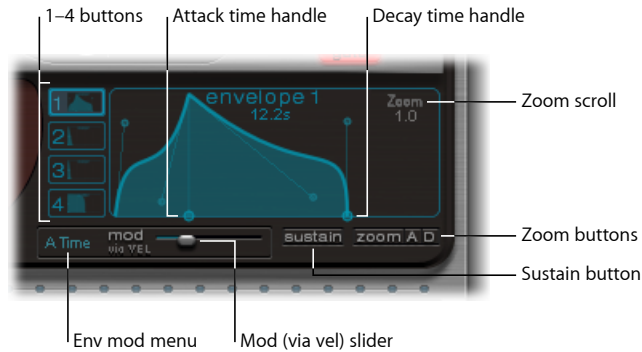 1–4 buttons
Attack time handle
Decay time handle
1
envelope 1
12.2s
Zoom
1.0
Zoom scroll
2
3
4
A Time
mod
via VEL
sustain
zoom A D
Zoom buttons
Sustain button
Env mod menu
Mod (via vel) slider